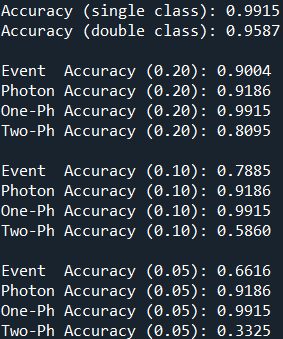 Accuracy (single class): 0.9915
Accuracy (double class): 0.9587
Event  Accuracy (0.20): 0.9004
Photon Accuracy (0.20): 0.9186
One-Ph Accuracy (0.20): 0.9915
Two-Ph Accuracy (0.20): 0.8095
Event  Accuracy (0.10): 0.7885
Photon Accuracy (0.10): 0.9186
One-Ph Accuracy (0.10): 0.9915
Two-Ph Accuracy (0.10): 0.5860
Event  Accuracy (0.05): 0.6616
Photon Accuracy (0.05): 0.9186
One-Ph Accuracy (0.05): 0.9915
Two-Ph Accuracy (0.05): 0.3325